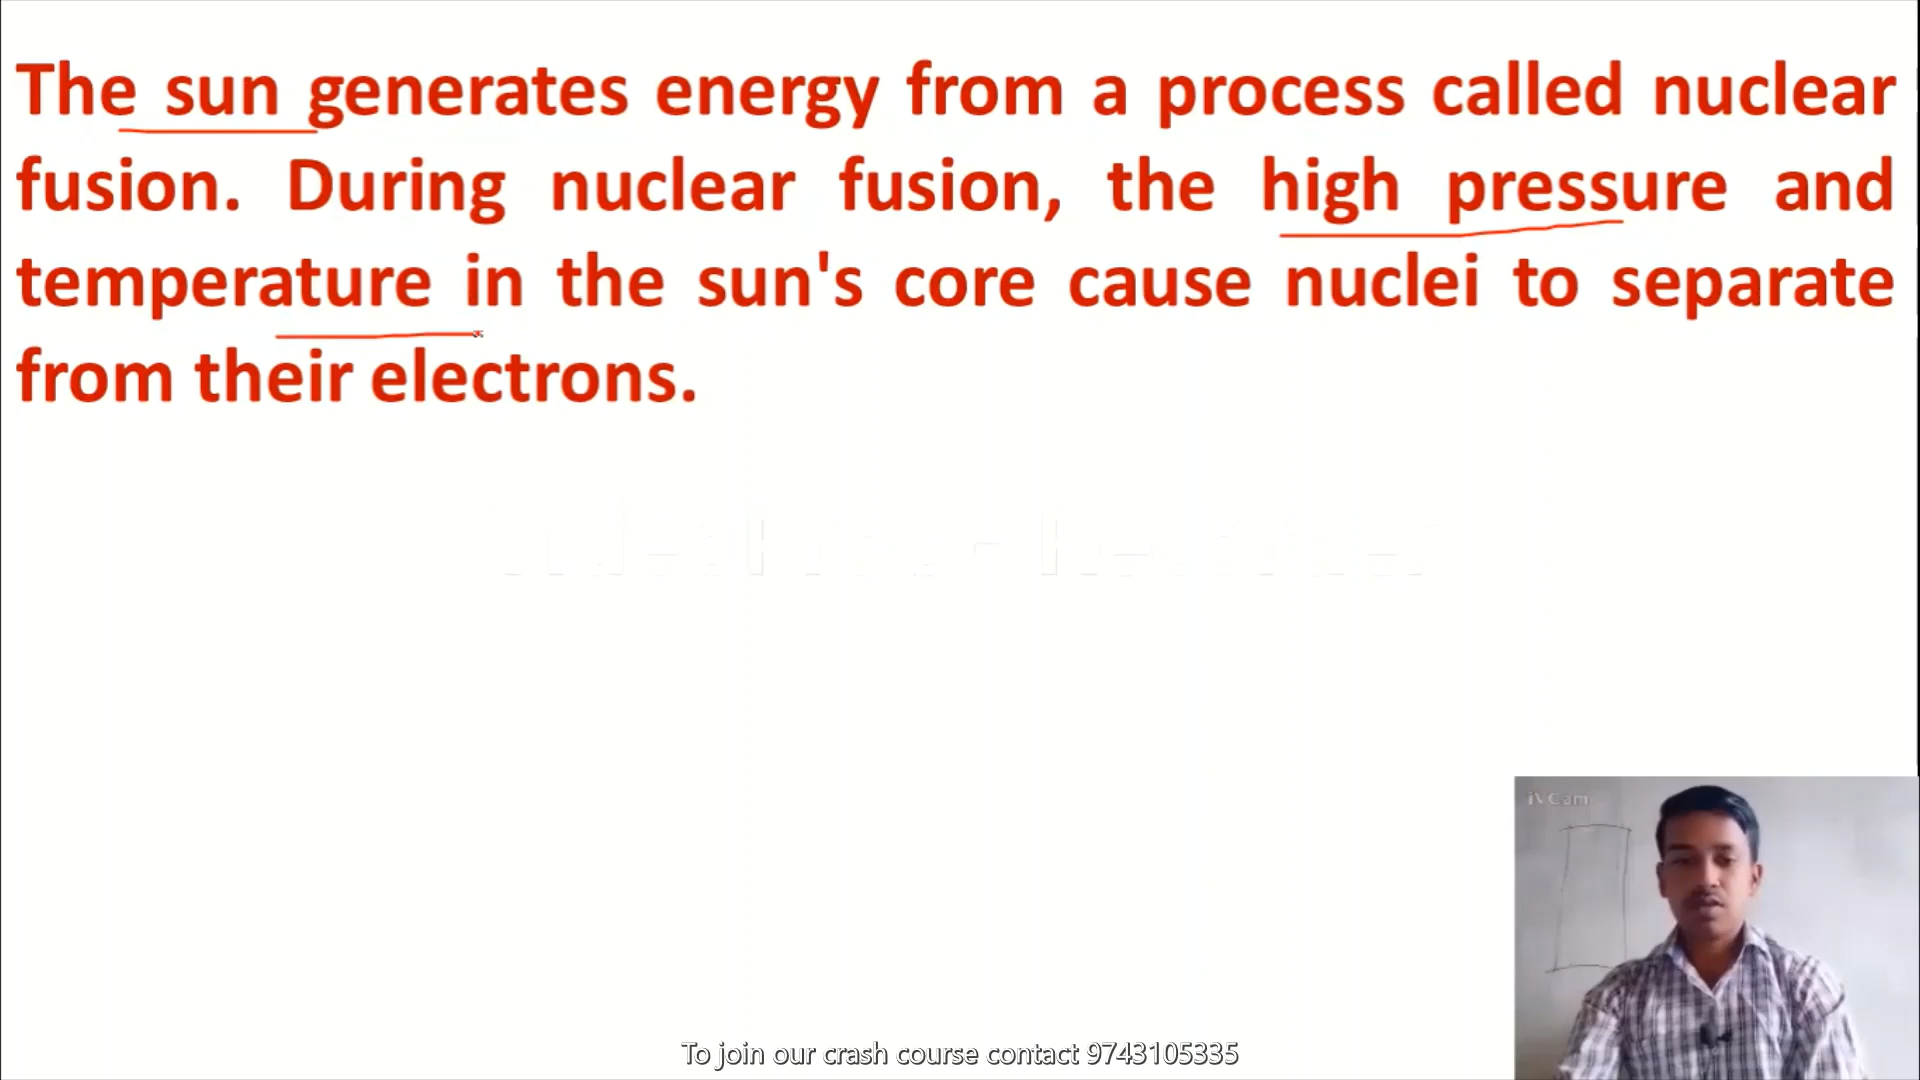 The sun generates energy from a process called nuclear
fusion. During nuclear fusion, the high pressure and
temperature in the sun's core cause nuclei to separate
from their electrons.
iVCam
To join our crash course contact 9743105335